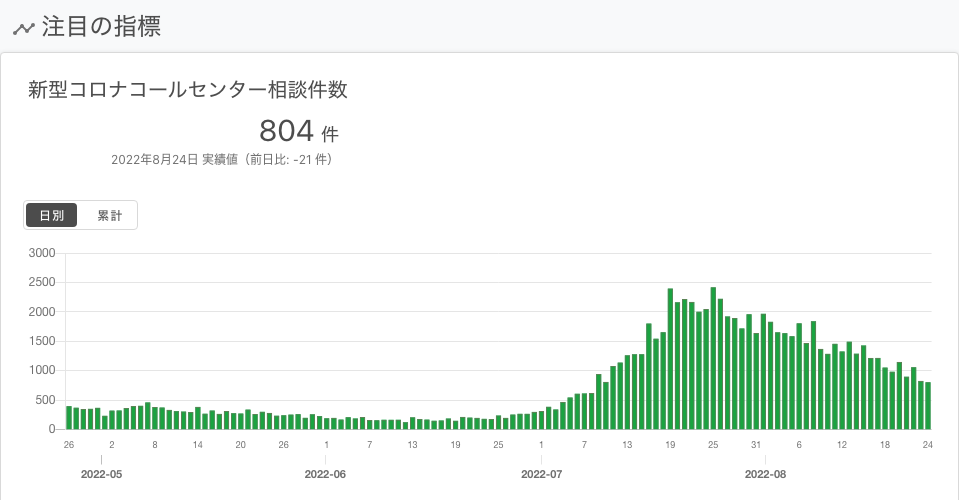 注目の指標
新型コロナコールセンター相談件数
804 件
2022年8月24日 実績値（前日比: -21 件）
日別 累計
3000
2500
2000
1500
1000
500
0
26 2 8 14 20 26 1 7 13 19 25 1 7 13 19 25 31 6 12 18 24
2022-05 2022-06 2022-07 2022-08